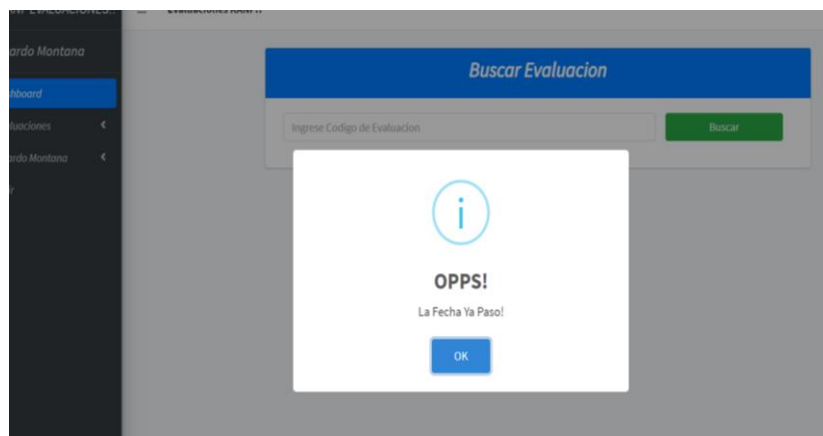 ardo Montana
Buscar Evaluacion
hboard
Ingrese Codigo de Evaluacion
Buscar
luaciones
ardo Montana
i
OPPS!
La Fecha Ya Paso!
OK